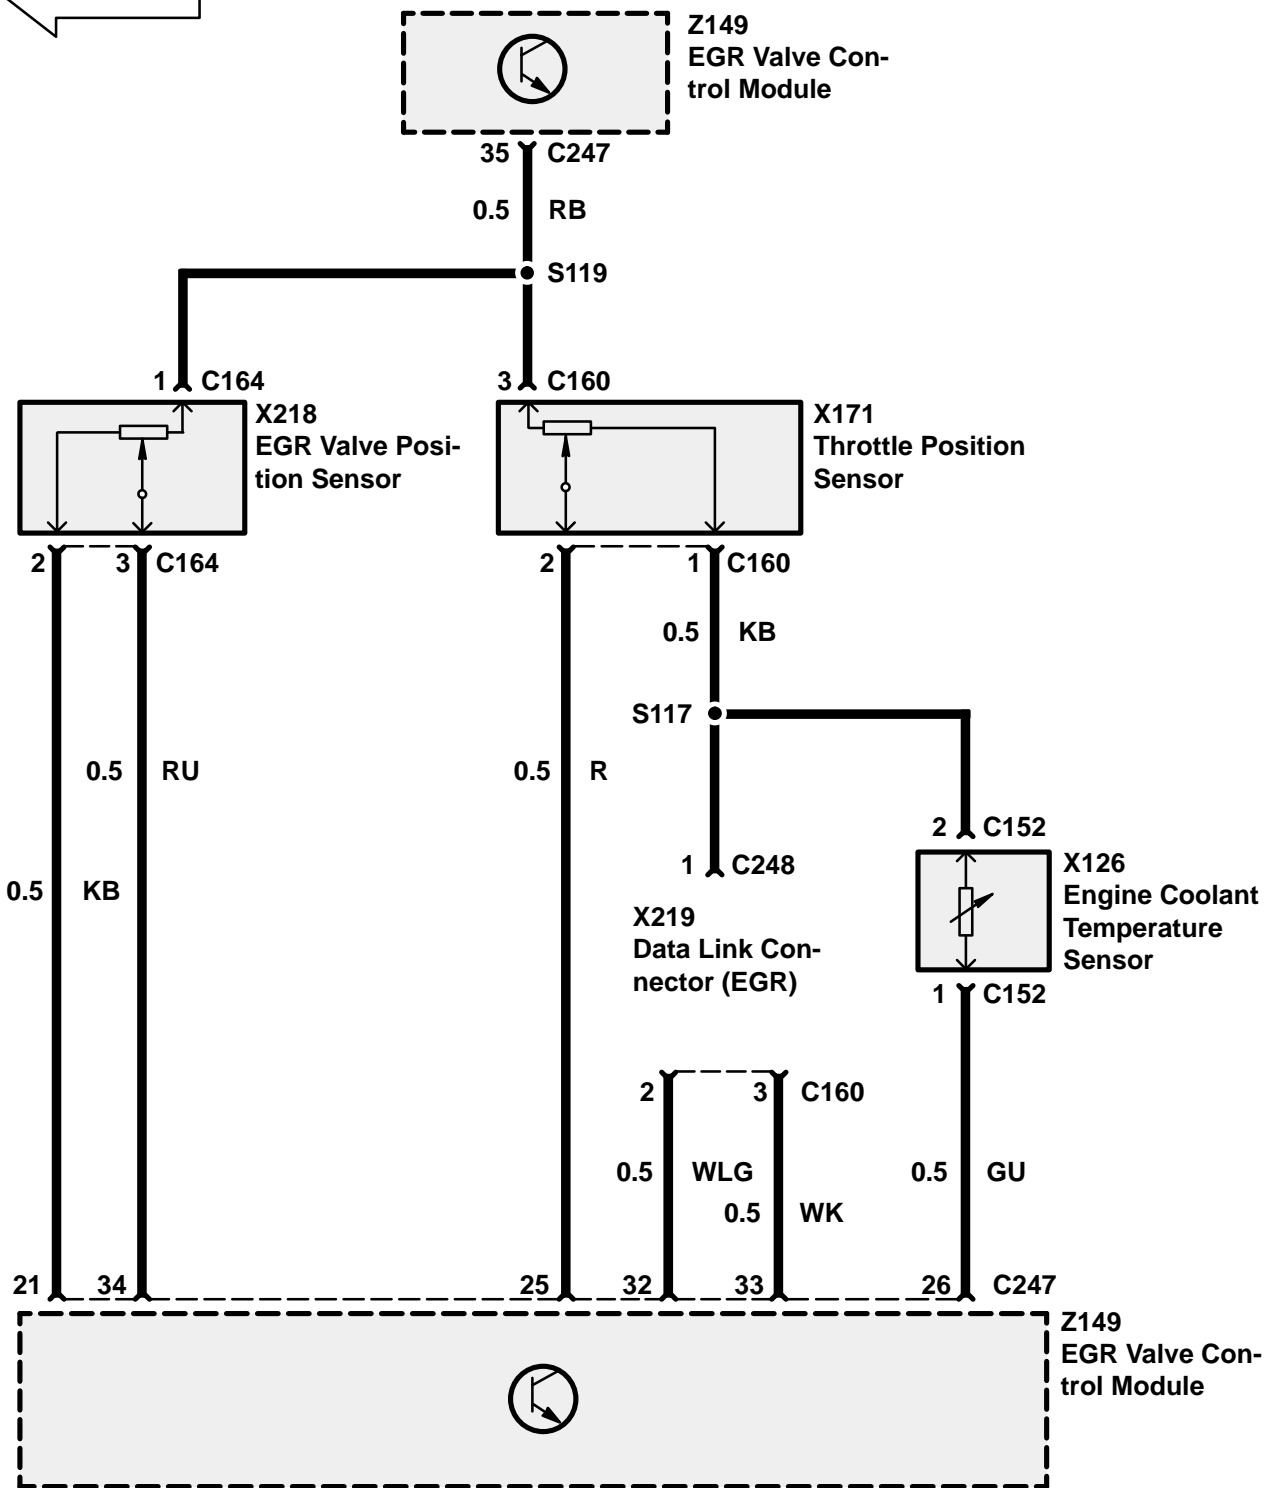 Z149
EGR Valve Con-
trol Module
35 C247
0.5 RB
S119
1 C164
3 C160
X218
EGR Valve Posi-
tion Sensor
X171
Throttle Position
Sensor
2 3 C164
2 1 C160
0.5 KB
S117
0.5 RU
0.5 R
2 C152
1 C248
0.5 KB
X126
Engine Coolant
Temperature
Sensor
X219
Data Link Con-
nector (EGR)
1 C152
2 3 C160
0.5 WLG
0.5 GU
0.5 WK
21 34 25 32 33 26 C247
Z149
EGR Valve Con-
trol Module